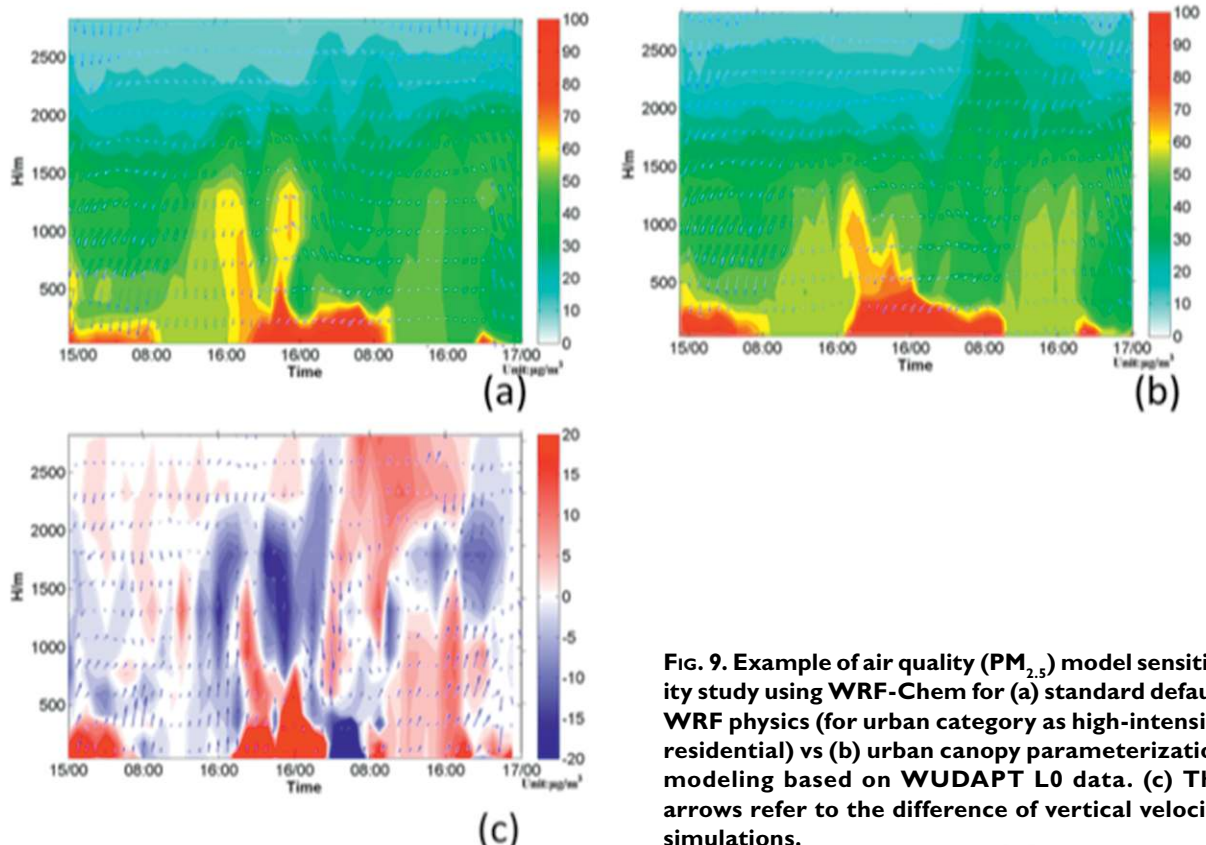 2500
2000
1500
1000
500
H/m
15/00 08:00 16:00 16/00 08:00 16:00 17/00
Time
Unit:μg/m³
100
90
80
70
60
50
40
30
20
10
0
(a)
2500
2000
1500
1000
500
H/m
15/00 08:00 16:00 16/00 08:00 16:00 17/00
Time
Unit:μg/m³
100
90
80
70
60
50
40
30
20
10
0
(b)
2500
2000
1500
1000
500
H/m
15/00 08:00 16:00 16/00 08:00 16:00 17/00
Time
Unit:μg/m³
20
15
10
5
0
-5
-10
-15
-20
(c)
FIG. 9. Example of air quality (PM2.5) model sensitiv
ity study using WRF-Chem for (a) standard defaul
WRF physics (for urban category as high-intensi
residential) vs (b) urban canopy parameterizatio
modeling based on WUDAPT L0 data. (c) Th
arrows refer to the difference of vertical veloci
simulations.